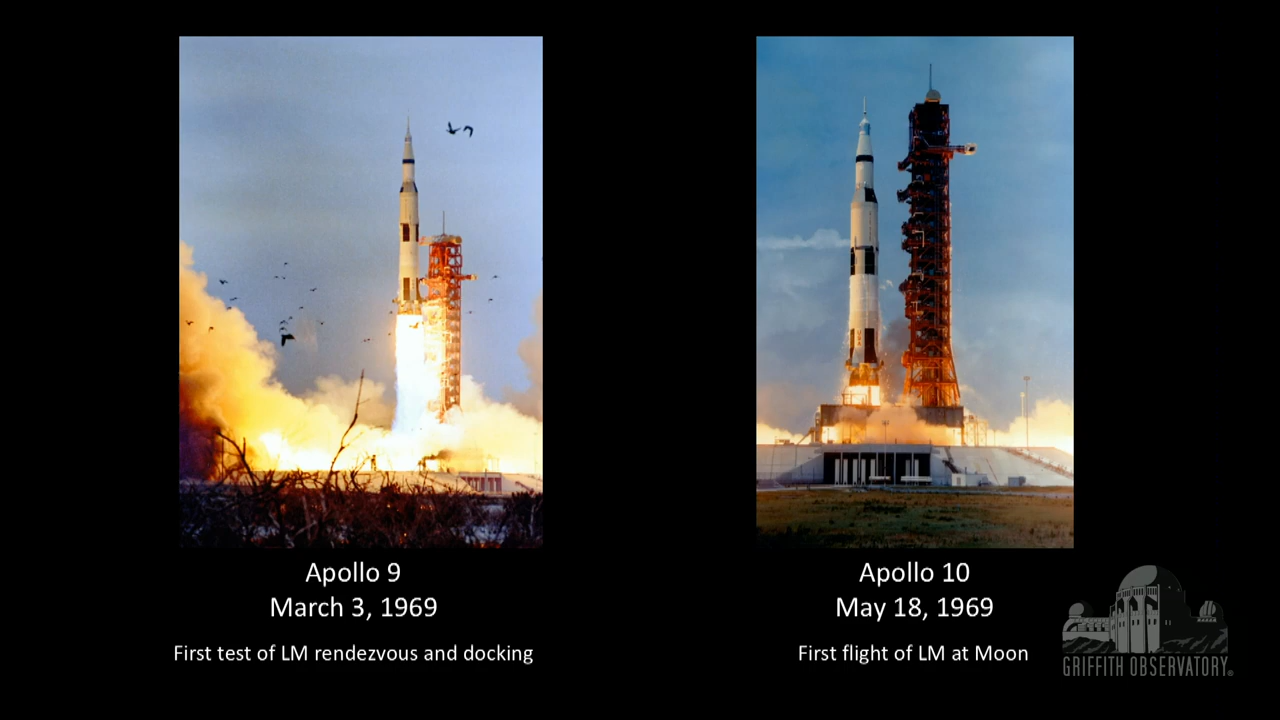 Apollo 9
March 3, 1969
First test of LM rendezvous and docking
Apollo 10
May 18, 1969
First flight of LM at Moon
GRIFFITH OBSERVATORY®